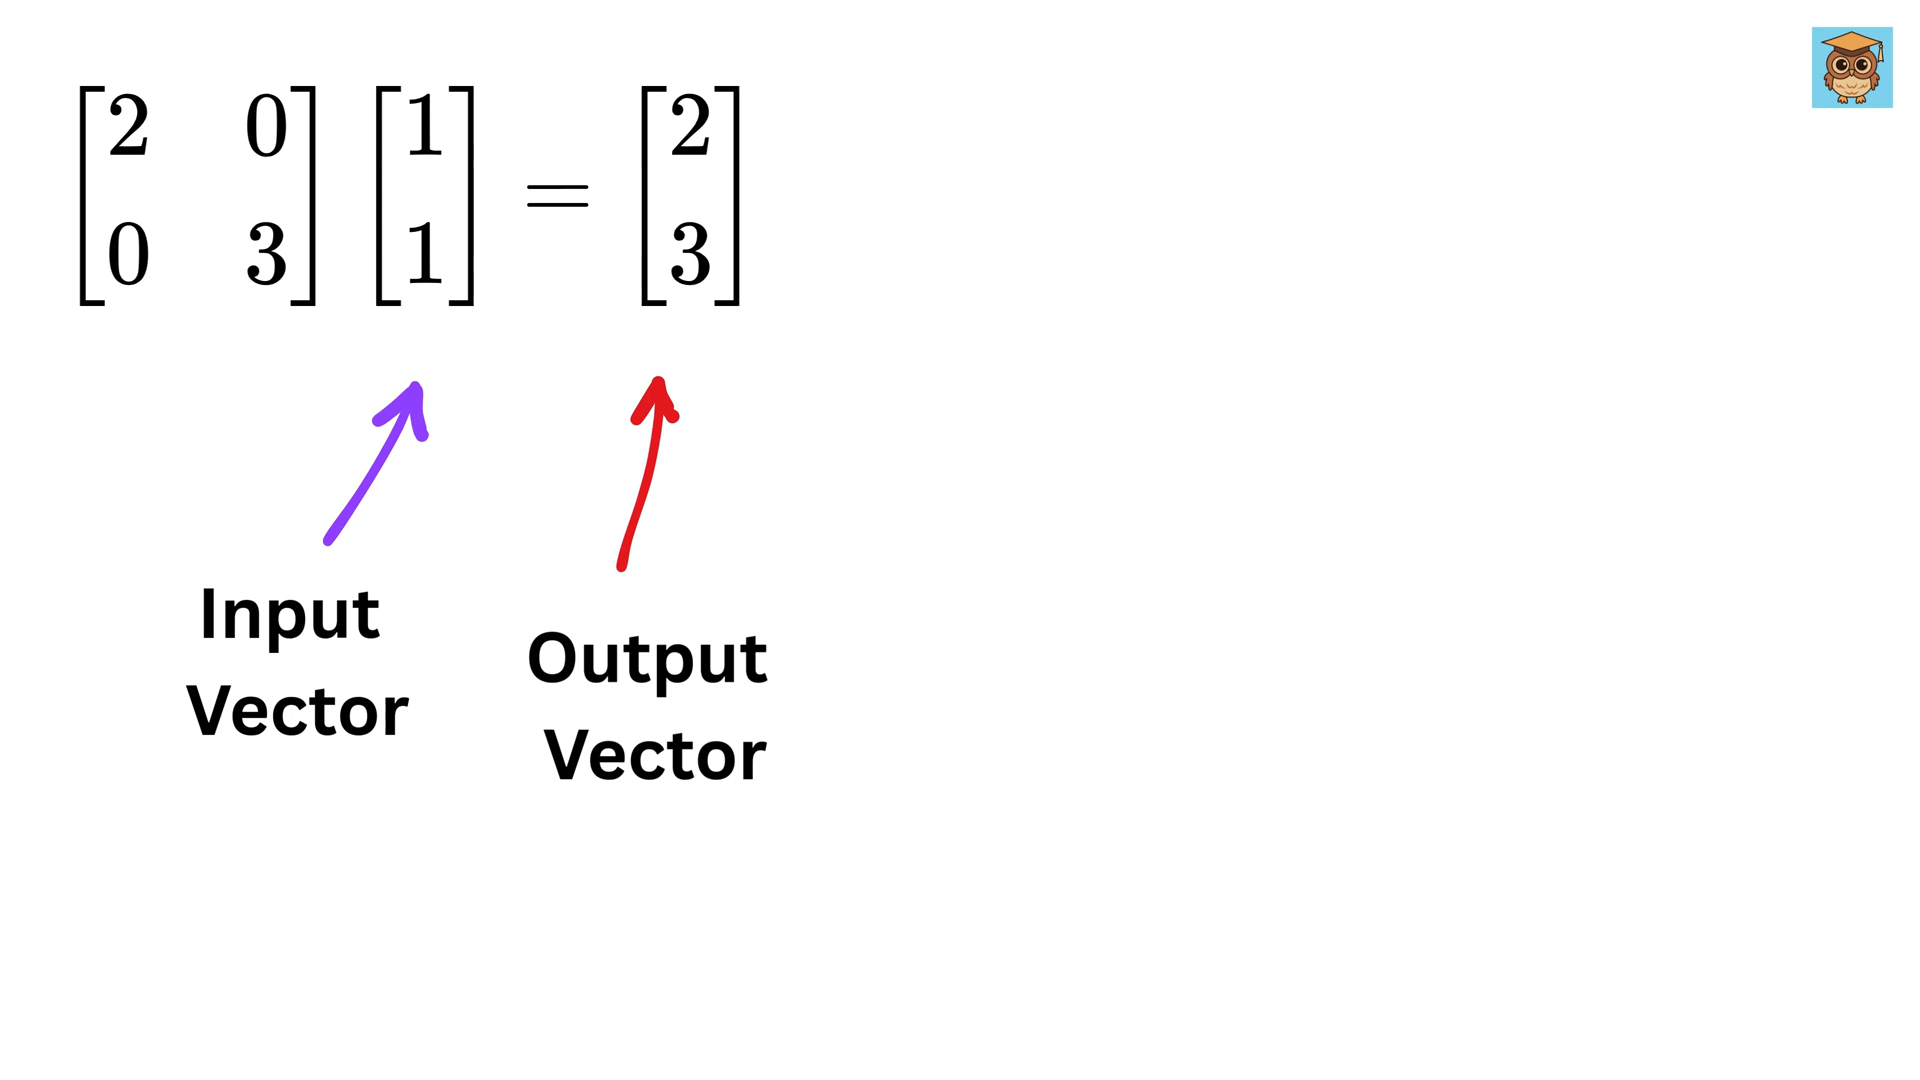 [2 0] [1] = [2]
[0 3] [1] [3]
Input
Vector
Output
Vector